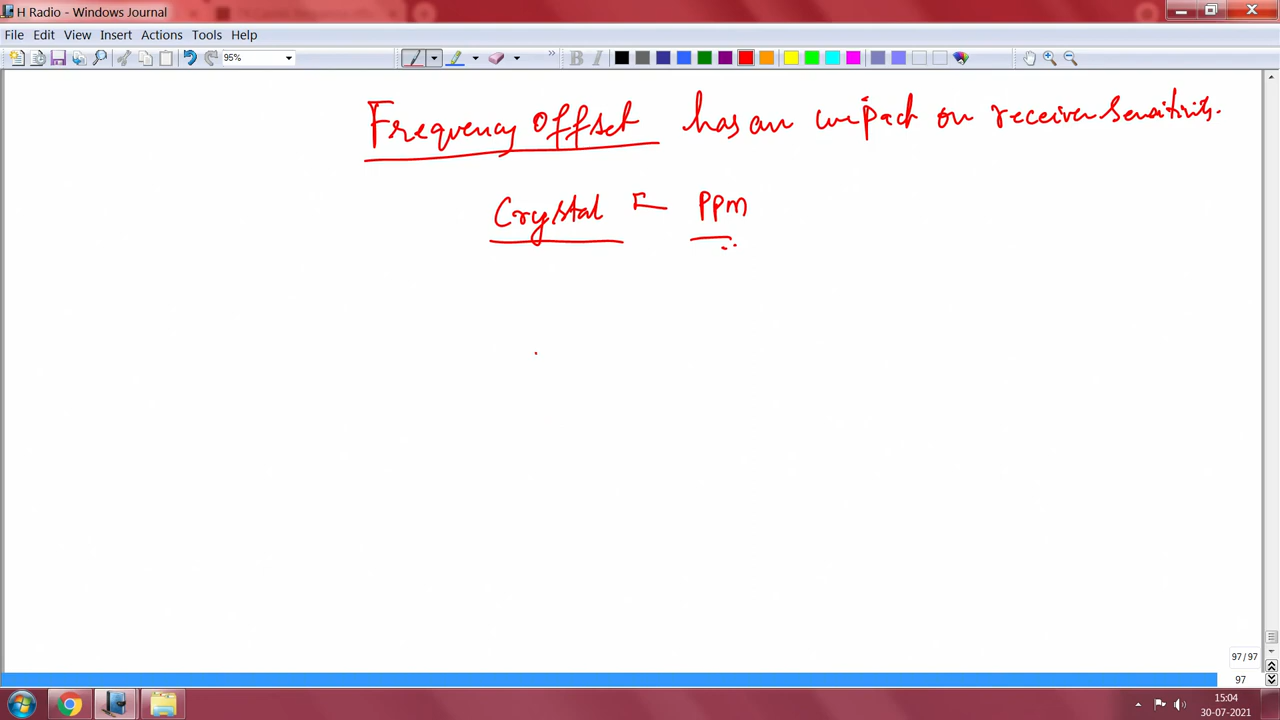 H Radio - Windows Journal
File Edit View Insert Actions Tools Help
95%
Frequency Offset has an impact on receiver sensitivity.
Crystal PPM
97/97
97
15:04
30-07-2021